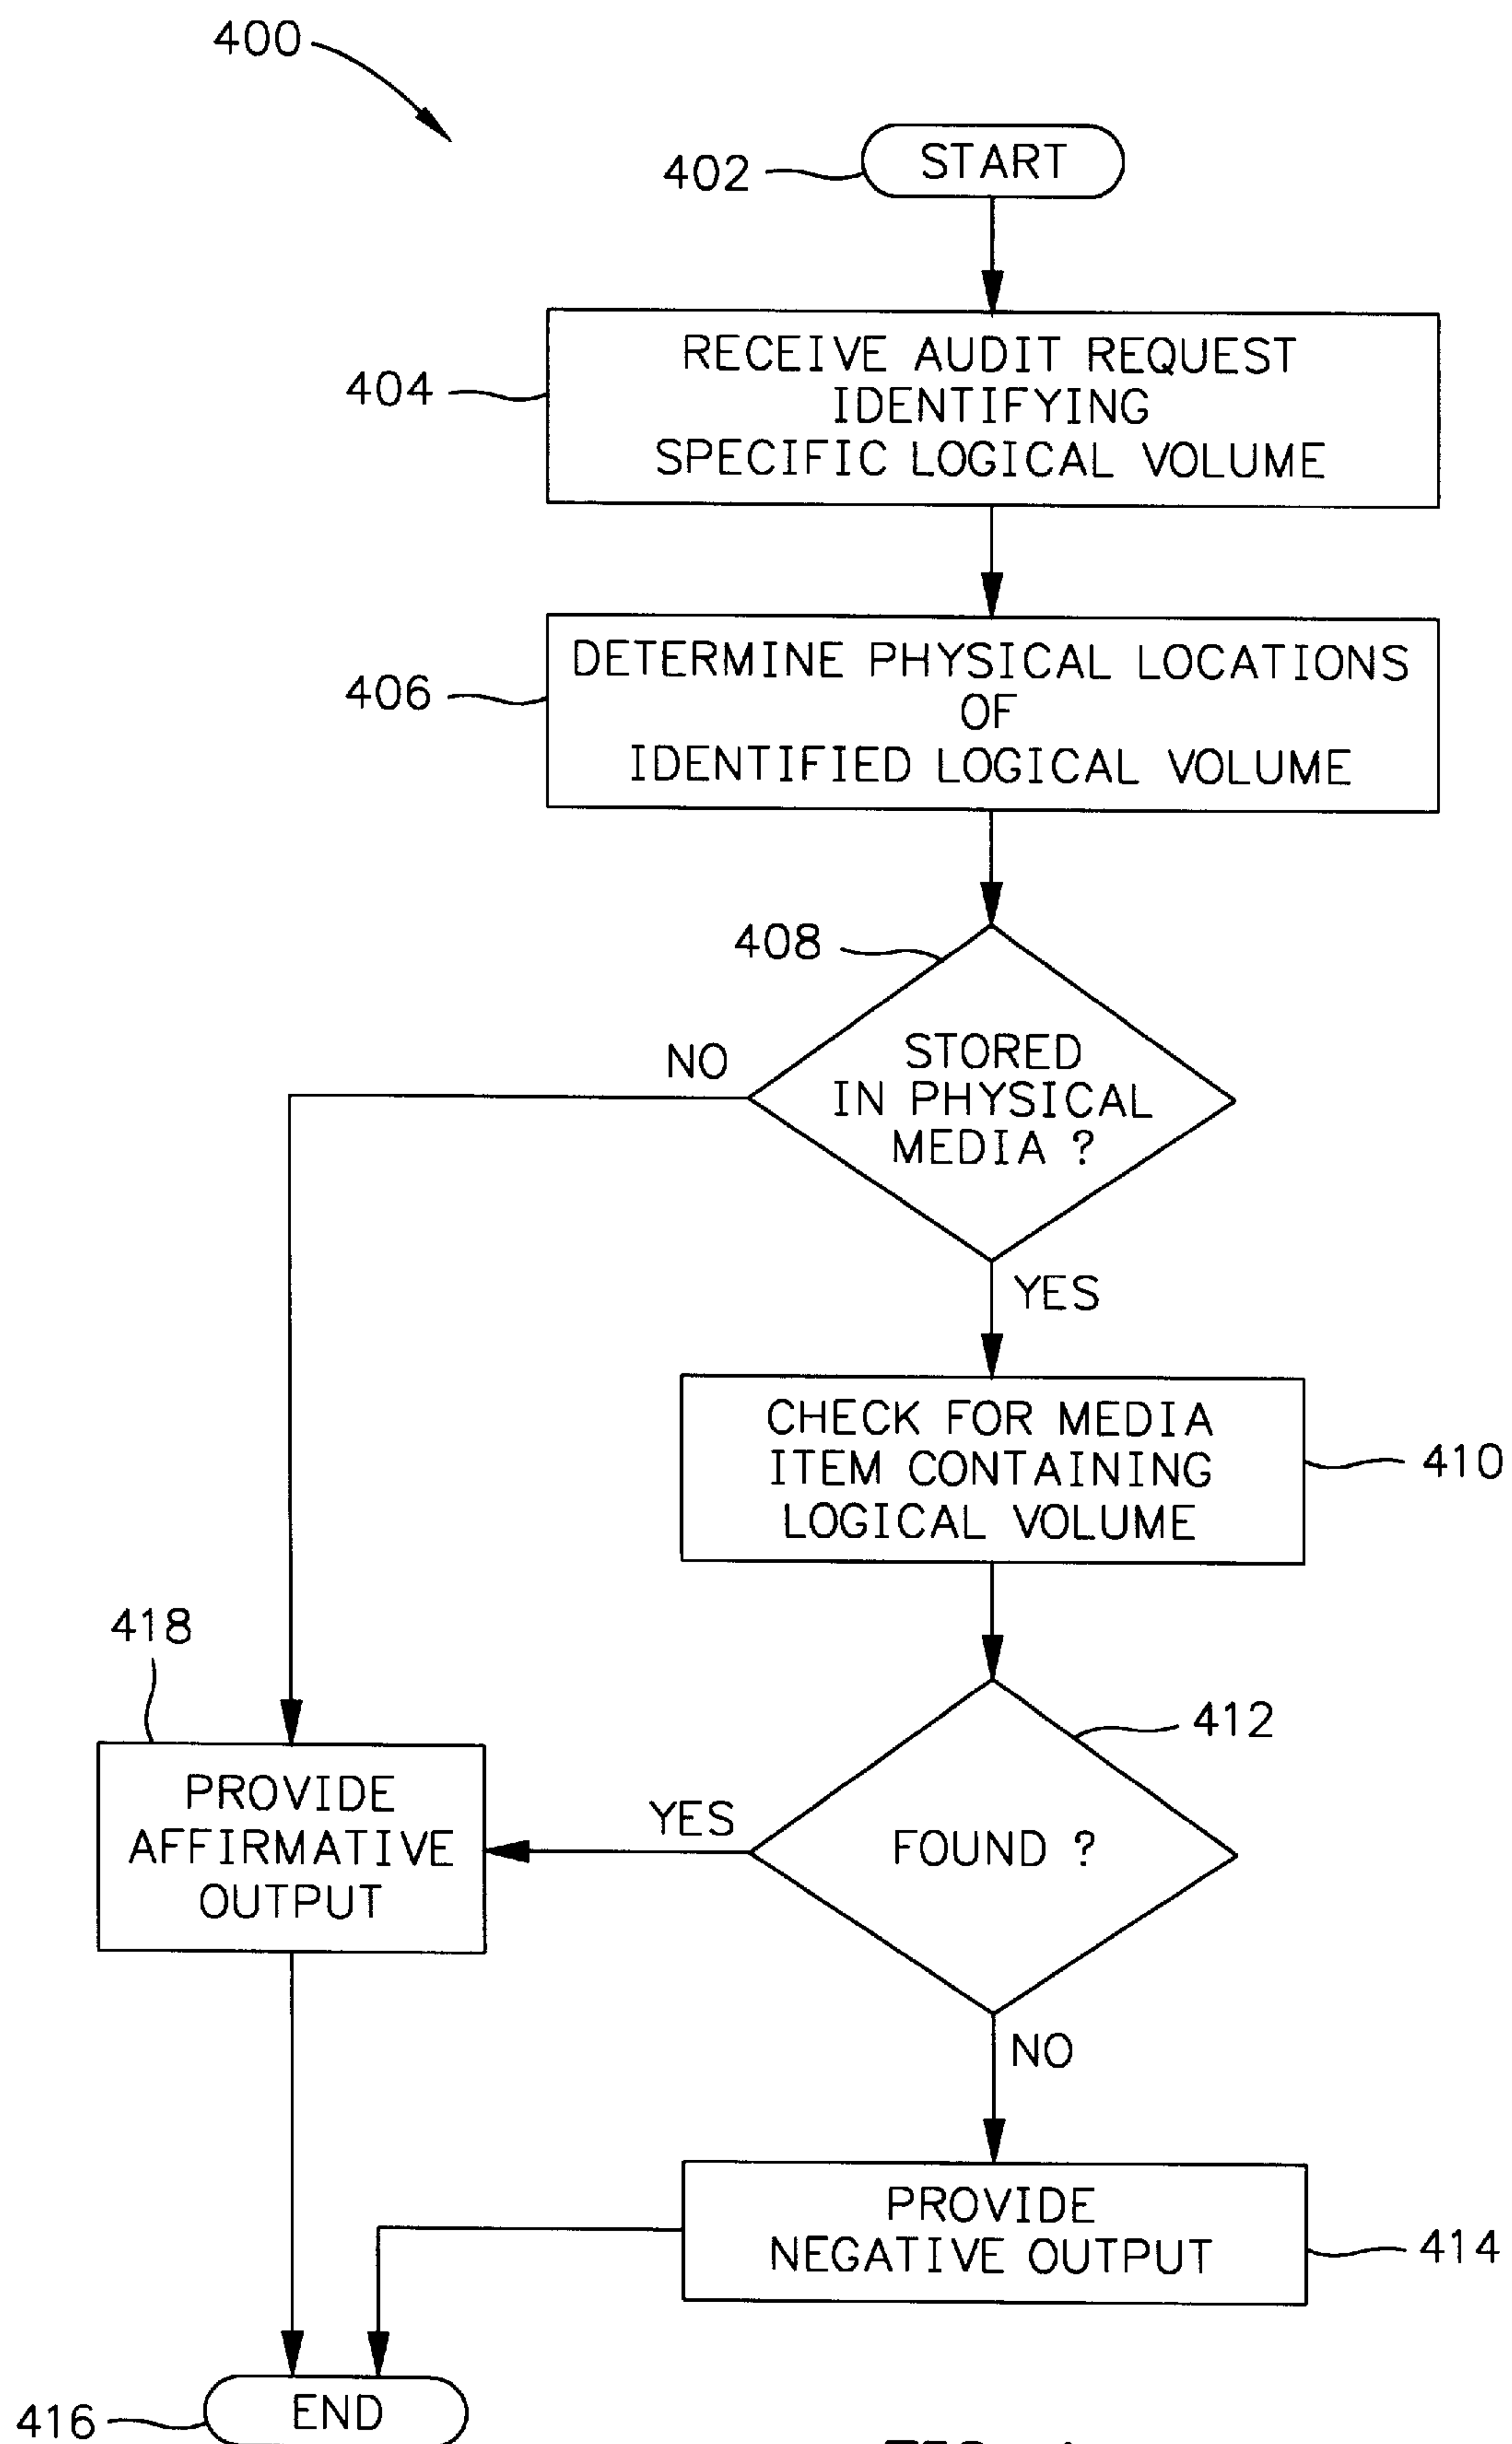 400
402
START
404
RECEIVE AUDIT REQUEST
IDENTIFYING
SPECIFIC LOGICAL VOLUME
406
DETERMINE PHYSICAL LOCATIONS
OF
IDENTIFIED LOGICAL VOLUME
408
STORED
IN PHYSICAL
MEDIA ?
NO
YES
CHECK FOR MEDIA
ITEM CONTAINING
LOGICAL VOLUME
410
418
412
PROVIDE
AFFIRMATIVE
OUTPUT
YES
FOUND ?
NO
PROVIDE
NEGATIVE OUTPUT
414
416
END